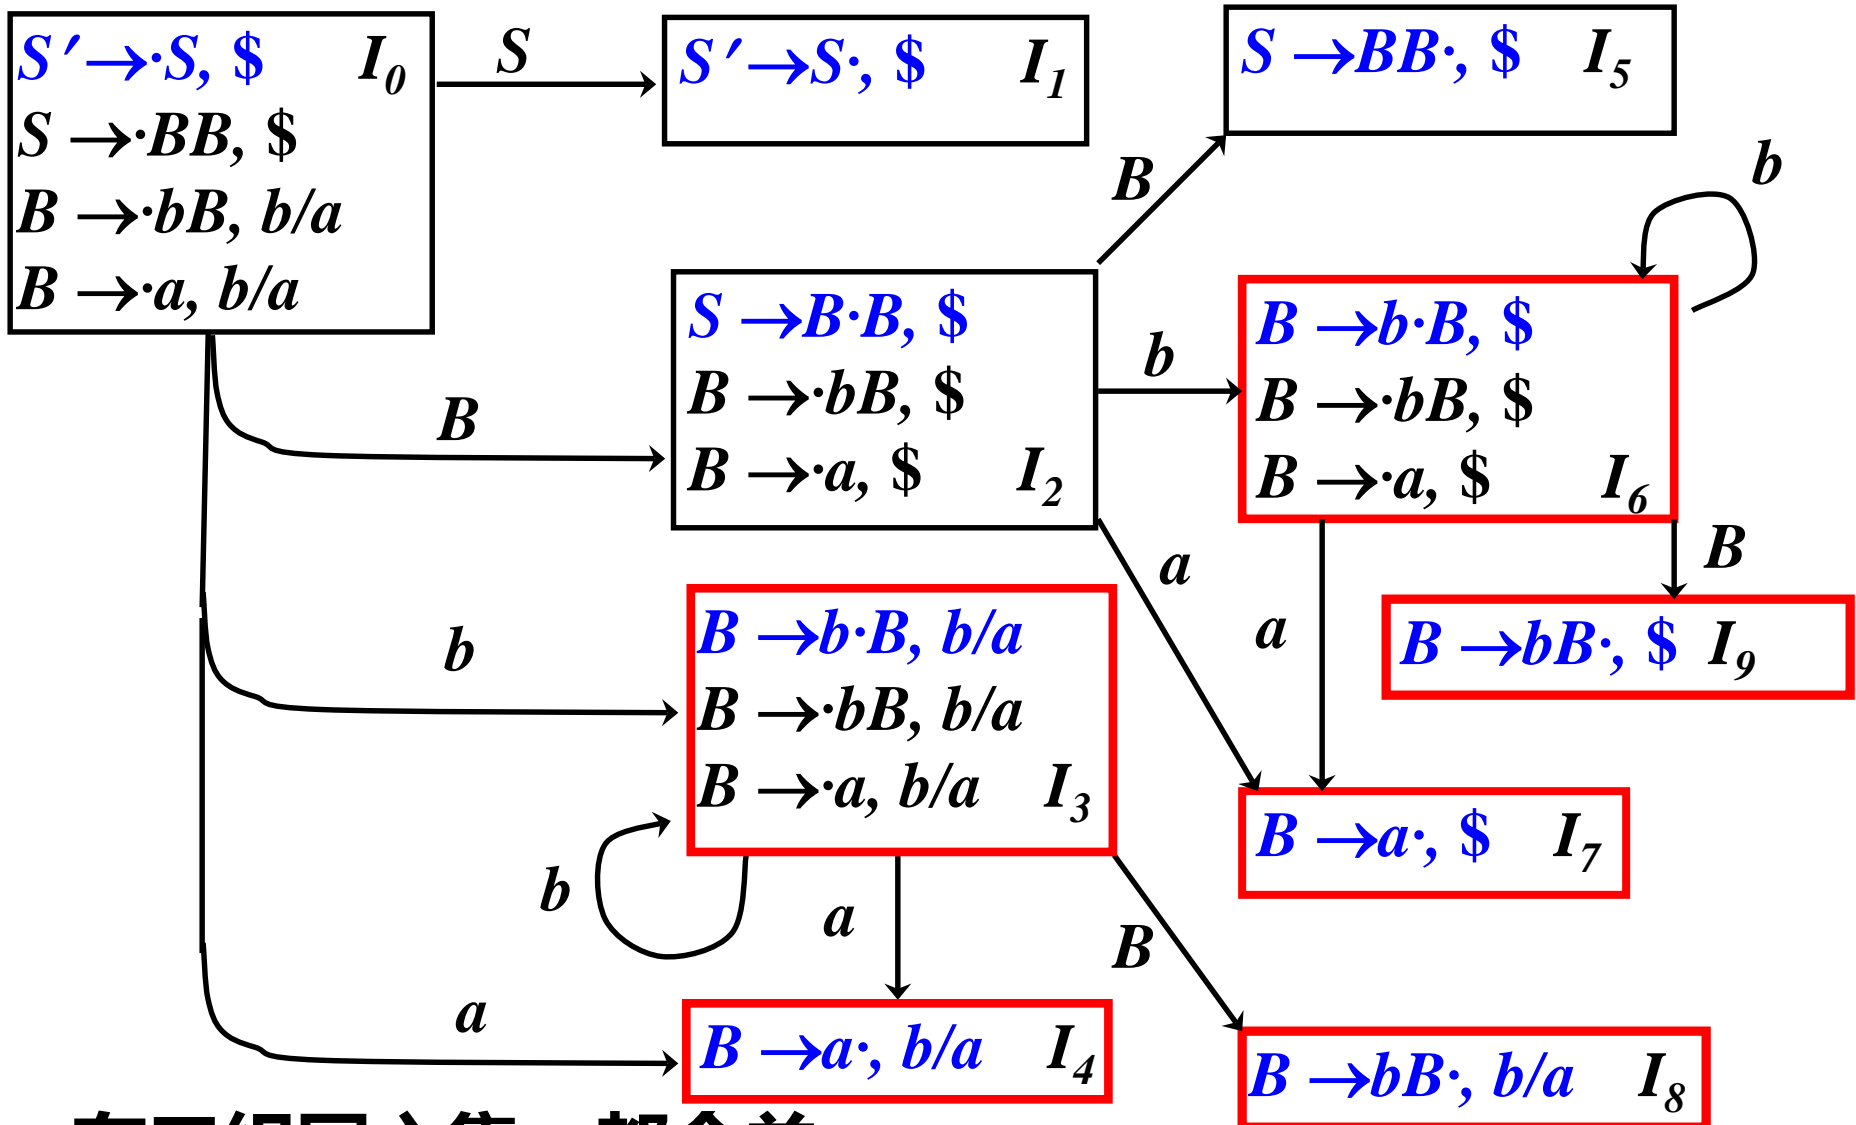 S′→·S, $ I0
S →·BB, $
B →·bB, b/a
B →·a, b/a
S
S′→S·, $ I1
S →BB·, $ I5
B
b
S →B·B, $
B →·bB, $
B →·a, $ I2
B
b
B →b·B, $
B →·bB, $
B →·a, $ I6
a
a
B
B →bB·, $ I9
b
B →b·B, b/a
B →·bB, b/a
B →·a, b/a I3
B →a·, $ I7
b
a
B
a
B →a·, b/a I4
B →bB·, b/a I8